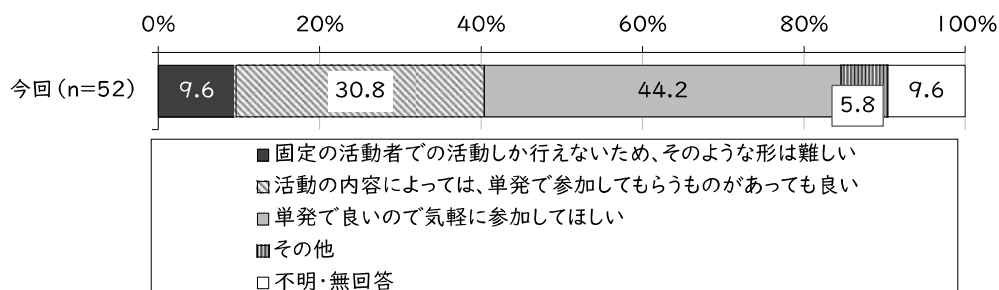 0% 20% 40% 60% 80% 100%
今回(n=52) 9.6 30.8 44.2 5.8 9.6
固定の活動者での活動しか行えないため、そのような形は難しい
活動の内容によっては、単発で参加してもらうものがあっても良い
単発で良いので気軽に参加してほしい
その他
不明・無回答